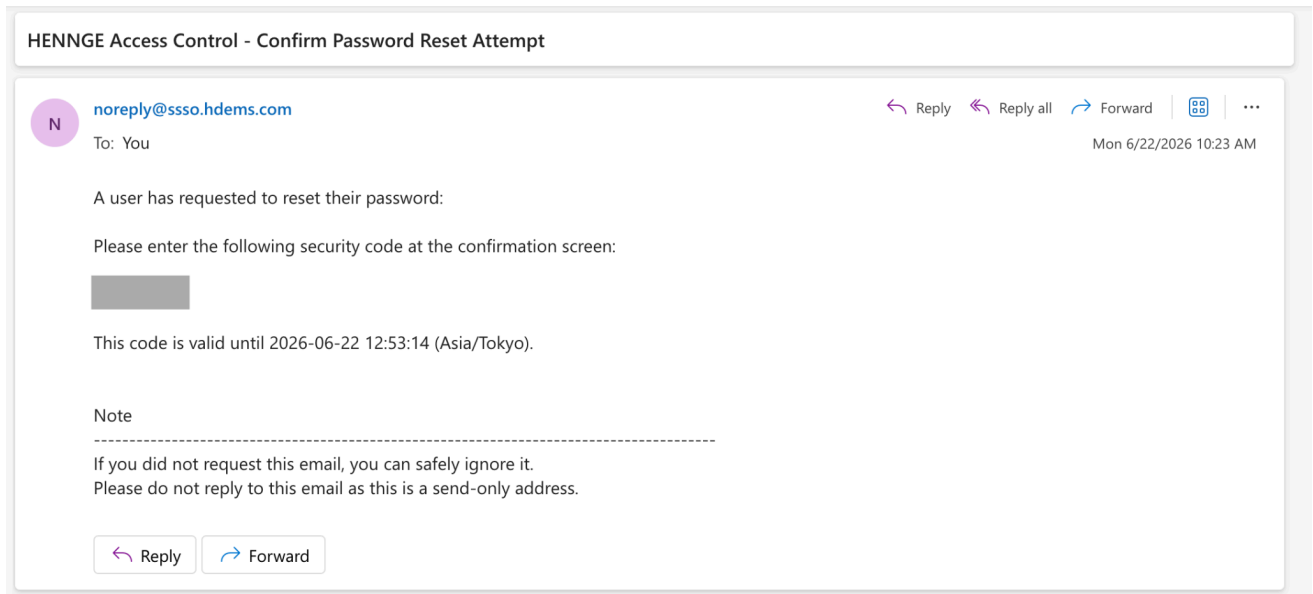 HENNGE Access Control - Confirm Password Reset Attempt
N
noreply@ssso.hdems.com
Reply
Reply all
Forward
To: You
Mon 6/22/2026 10:23 AM
A user has requested to reset their password:
Please enter the following security code at the confirmation screen:
This code is valid until 2026-06-22 12:53:14 (Asia/Tokyo).
Note
----------------------------------------------------------------------------------------
If you did not request this email, you can safely ignore it.
Please do not reply to this email as this is a send-only address.
Reply
Forward